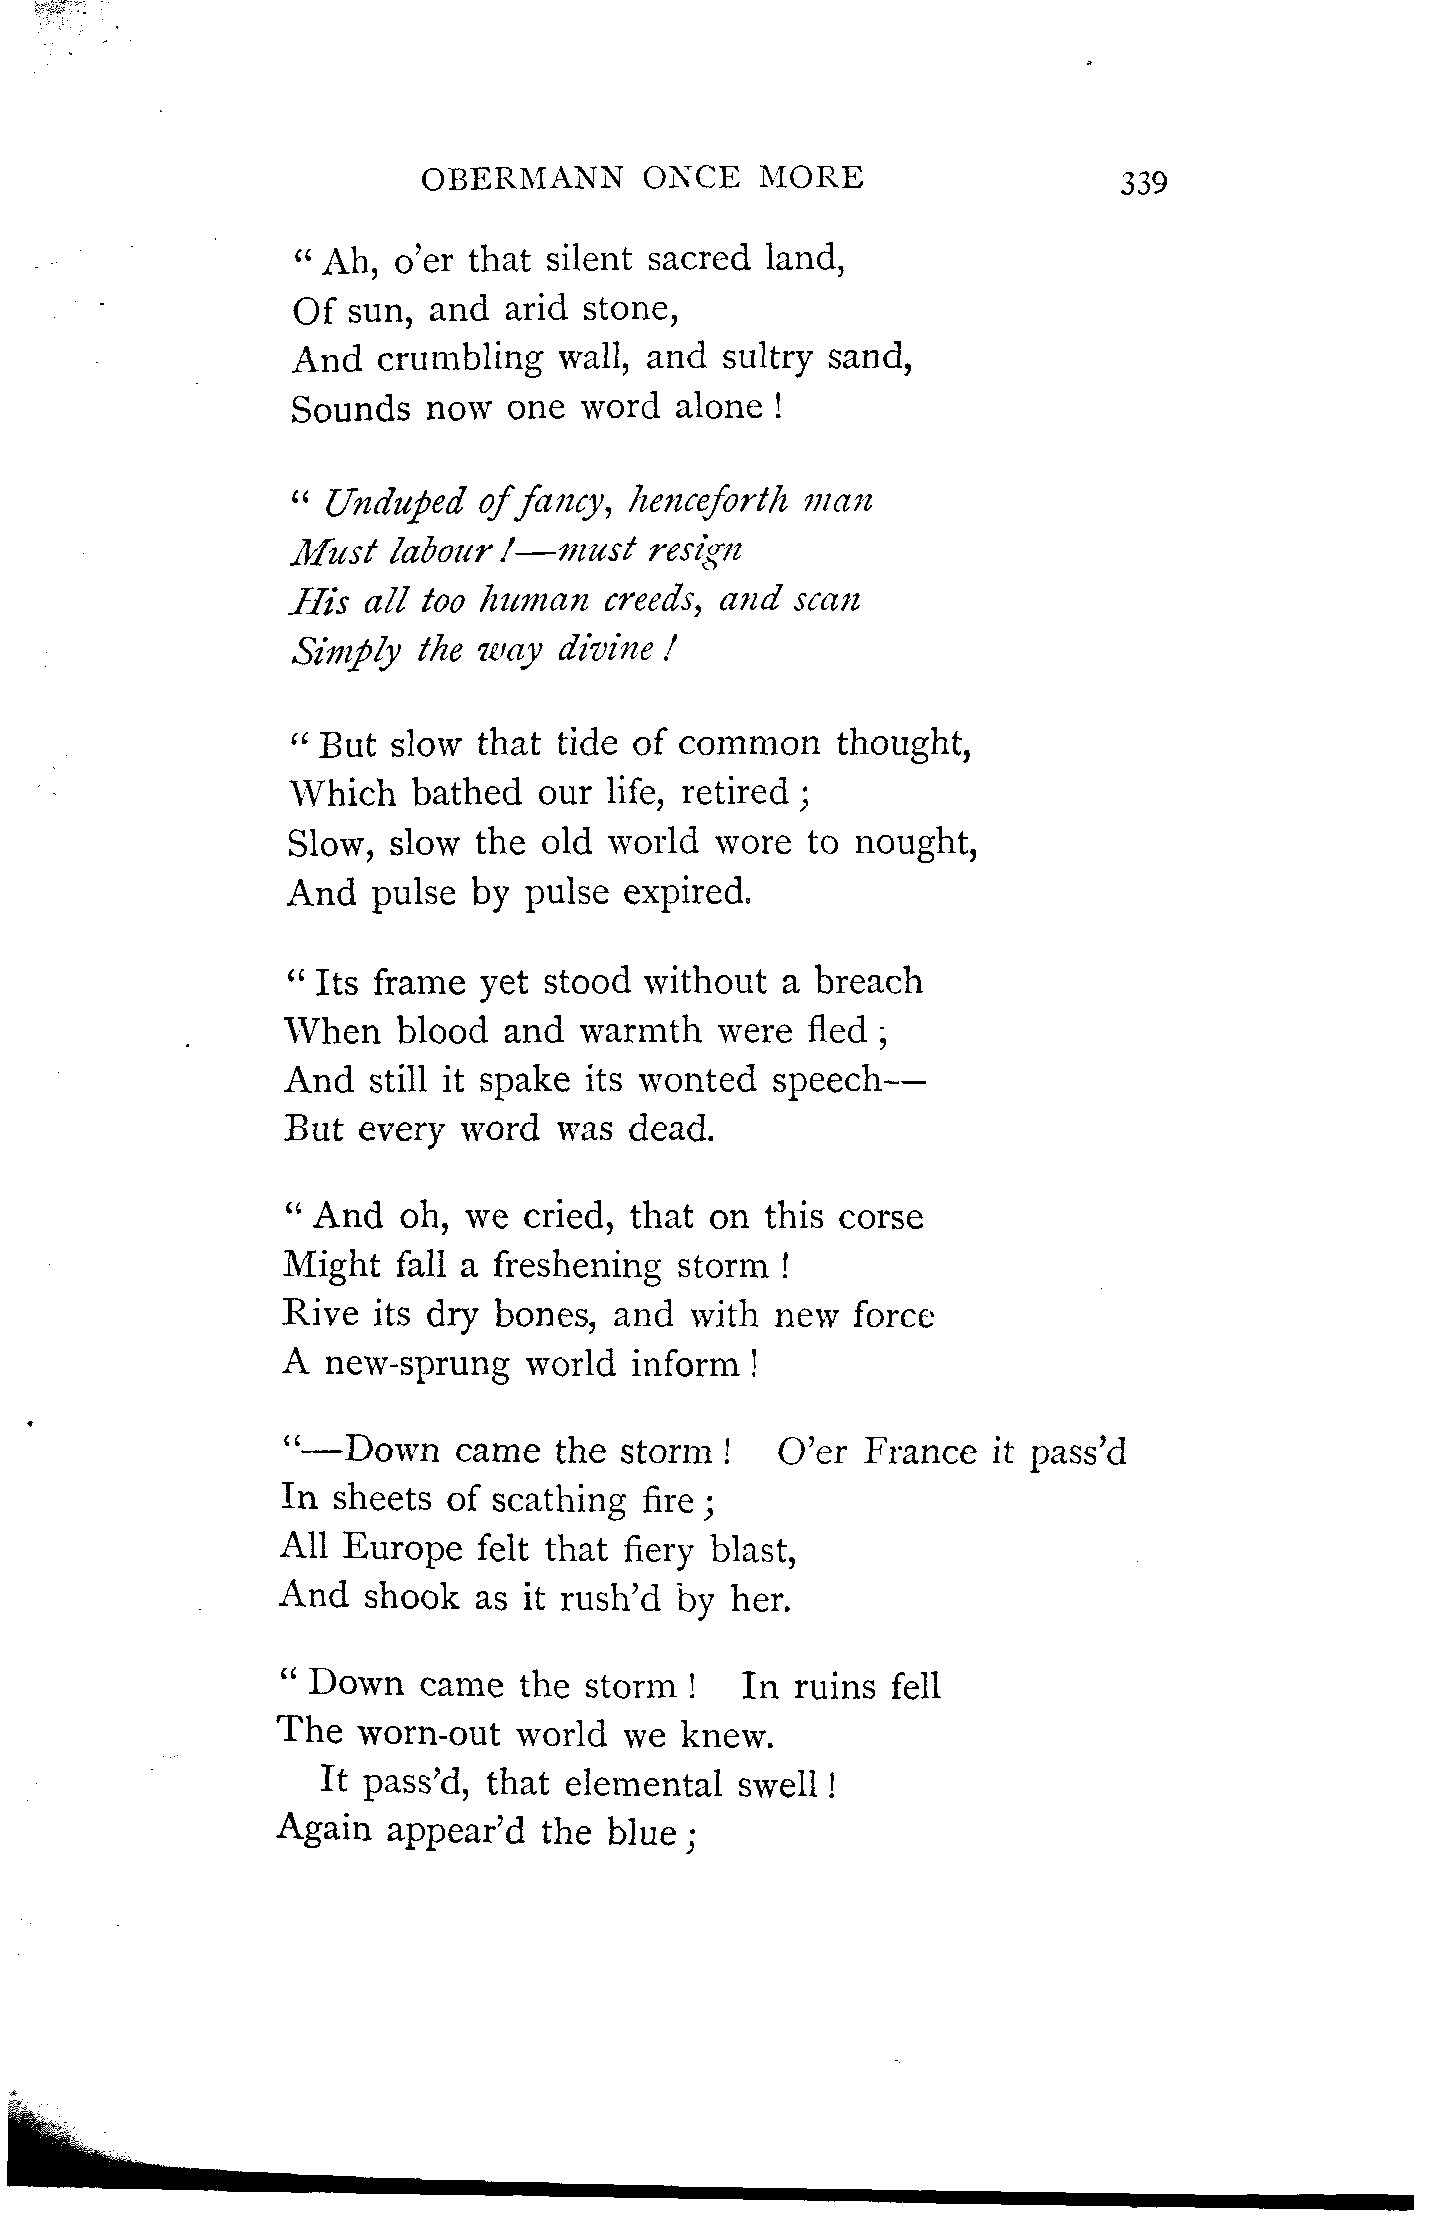 OBERMANN ONCE MORE 339
“ Ah, o’er that silent sacred land,
Of sun, and arid stone,
And crumbling wall, and sultry sand,
Sounds now one word alone !
“ Unduped of fancy, henceforth man
Must labour !—must resign
His all too human creeds, and scan
Simply the way divine !
“ But slow that tide of common thought,
Which bathed our life, retired ;
Slow, slow the old world wore to nought,
And pulse by pulse expired.
“ Its frame yet stood without a breach
When blood and warmth were fled ;
And still it spake its wonted speech—
But every word was dead.
“ And oh, we cried, that on this corse
Might fall a freshening storm !
Rive its dry bones, and with new force
A new-sprung world inform !
“—Down came the storm ! O’er France it pass’d
In sheets of scathing fire ;
All Europe felt that fiery blast,
And shook as it rush’d by her.
“ Down came the storm ! In ruins fell
The worn-out world we knew.
It pass’d, that elemental swell !
Again appear’d the blue ;